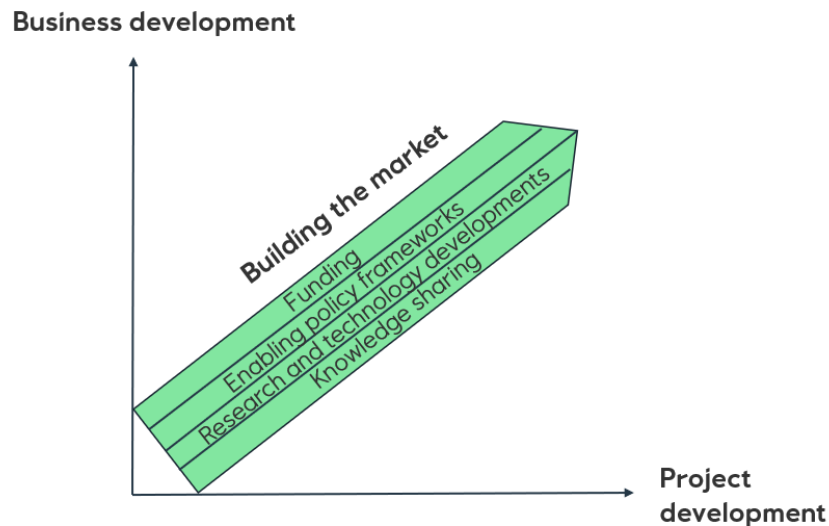 Business development
Building the market
Funding
Enabling policy frameworks
Research and technology developments
Knowledge sharing
Project
development